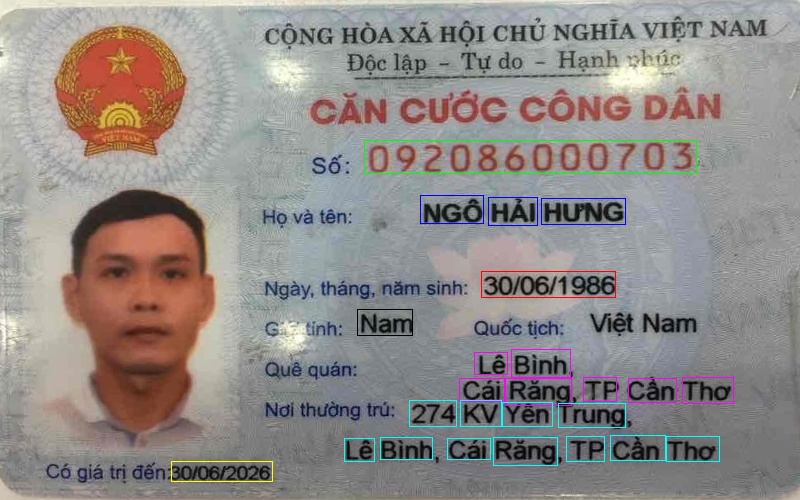 CỘNG HÒA XÃ HỘI CHỦ NGHĨA VIỆT NAM
Độc lập - Tự do - Hạnh phúc
CĂN CƯỚC CÔNG DÂN
Số: 092086000703
Họ và tên: NGÔ HẢI HƯNG
Ngày, tháng, năm sinh: 30/06/1986
Giới tính: Nam Quốc tịch: Việt Nam
Quê quán: Lê Bình,
Cái Răng, TP Cần Thơ
Nơi thường trú: 274 KV Yên Trung,
Lê Bình, Cái Răng, TP Cần Thơ
Có giá trị đến: 30/06/2026